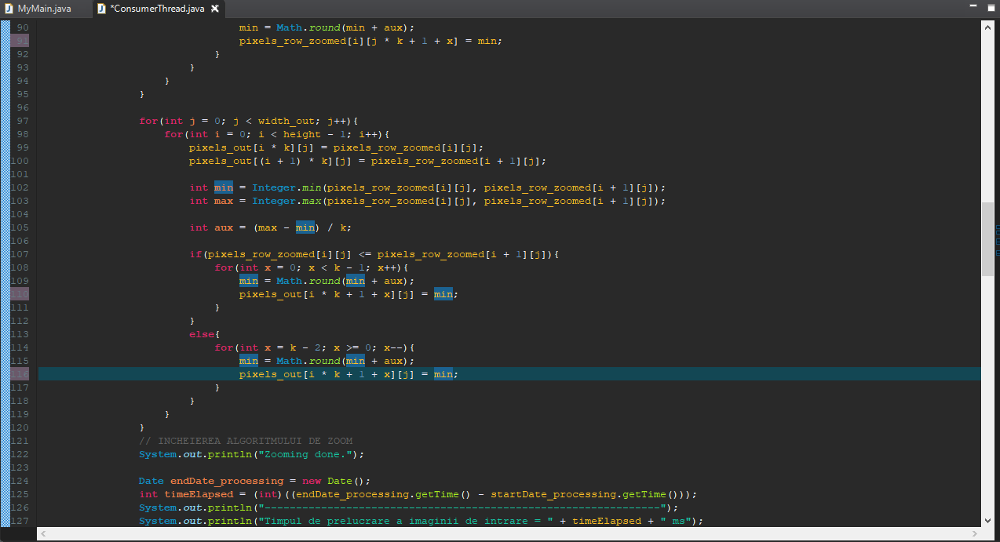 MyMain.java *ConsumerThread.java
90 min = Math.round(min + aux);
91 pixels_row_zoomed[i][j * k + 1 + x] = min;
92 }
93 }
94 }
95 }
96
97 for(int j = 0; j < width_out; j++){
98 for(int i = 0; i < height - 1; i++){
99 pixels_out[i * k][j] = pixels_row_zoomed[i][j];
100 pixels_out[(i + 1) * k][j] = pixels_row_zoomed[i + 1][j];
101
102 int min = Integer.min(pixels_row_zoomed[i][j], pixels_row_zoomed[i + 1][j]);
103 int max = Integer.max(pixels_row_zoomed[i][j], pixels_row_zoomed[i + 1][j]);
104
105 int aux = (max - min) / k;
106
107 if(pixels_row_zoomed[i][j] <= pixels_row_zoomed[i + 1][j]){
108 for(int x = 0; x < k - 1; x++){
109 min = Math.round(min + aux);
110 pixels_out[i * k + 1 + x][j] = min;
111 }
112 }
113 else{
114 for(int x = k - 2; x >= 0; x--){
115 min = Math.round(min + aux);
116 pixels_out[i * k + 1 + x][j] = min;
117 }
118 }
119 }
120 }
121 // INCHEIEREA ALGORITMULUI DE ZOOM
122 System.out.println("Zooming done.");
123
124 Date endDate_processing = new Date();
125 int timeElapsed = (int)((endDate_processing.getTime() - startDate_processing.getTime()));
126 System.out.println("---------------------------------------------------------------");
127 System.out.println("Timpul de prelucrare a imaginii de intrare = " + timeElapsed + " ms");